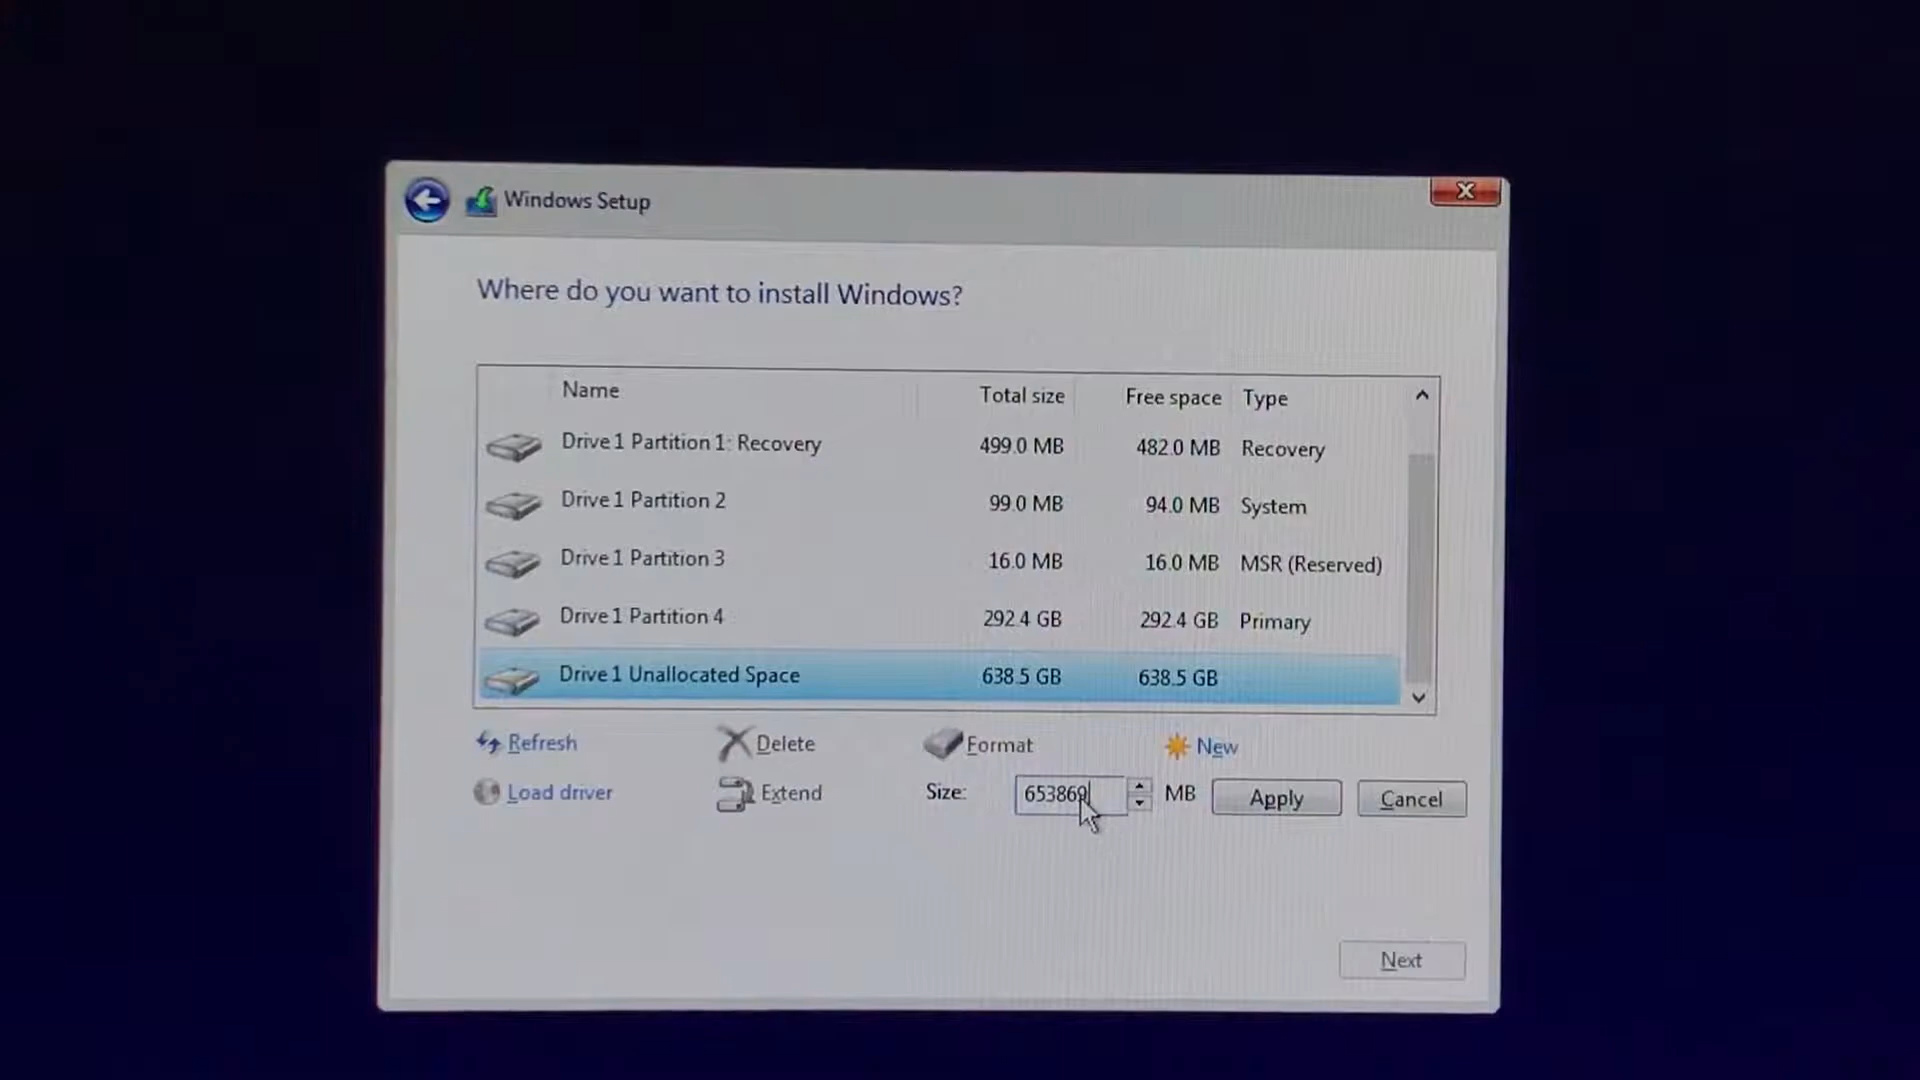 Windows Setup
Where do you want to install Windows?
Name Total size Free space Type
Drive 1 Partition 1: Recovery 499.0 MB 482.0 MB Recovery
Drive 1 Partition 2 99.0 MB 94.0 MB System
Drive 1 Partition 3 16.0 MB 16.0 MB MSR (Reserved)
Drive 1 Partition 4 292.4 GB 292.4 GB Primary
Drive 1 Unallocated Space 638.5 GB 638.5 GB
Refresh Delete Format New
Load driver Extend Size: 653869 MB Apply Cancel
Next